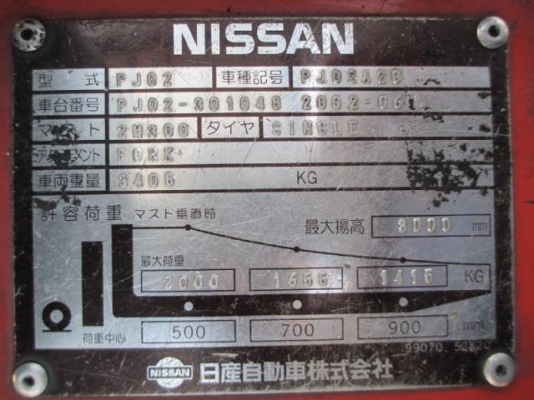 NISSAN
型式 PJ02 車種記号 PJ02A20
車台番号 PJ02-301048 2002-06
マスト 2M300 タイヤ SINGLE
アタッチメント FORK
車両重量 3406 KG
許容荷重 マスト垂直時 最大揚高 3000 mm
最大荷重
2000 1655 1415 KG
荷重中心 500 700 900 mm
99070
NISSAN 日産自動車株式会社